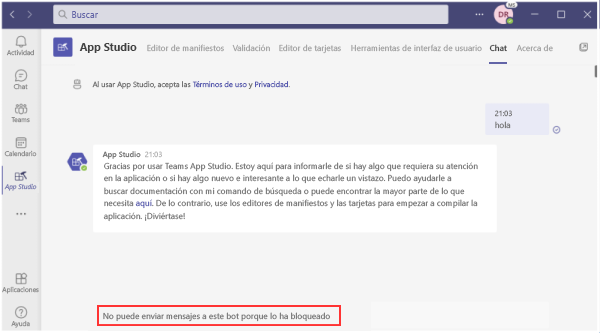 Buscar
DR
Actividad
Chat
Teams
Calendario
App Studio
Aplicaciones
Ayuda
App Studio Editor de manifiestos Validación Editor de tarjetas Herramientas de interfaz de usuario Chat Acerca de
Al usar App Studio, acepta las Términos de uso y Privacidad.
21:03
hola
App Studio 21:03
Gracias por usar Teams App Studio. Estoy aquí para informarle de si hay algo que requiera su atención
en la aplicación o si hay algo nuevo e interesante a lo que echarle un vistazo. Puedo ayudarle a
buscar documentación con mi comando de búsqueda o puede encontrar la mayor parte de lo que
necesita aquí. De lo contrario, use los editores de manifiestos y las tarjetas para empezar a compilar la
aplicación. ¡Diviértase!
No puede enviar mensajes a este bot porque lo ha bloqueado